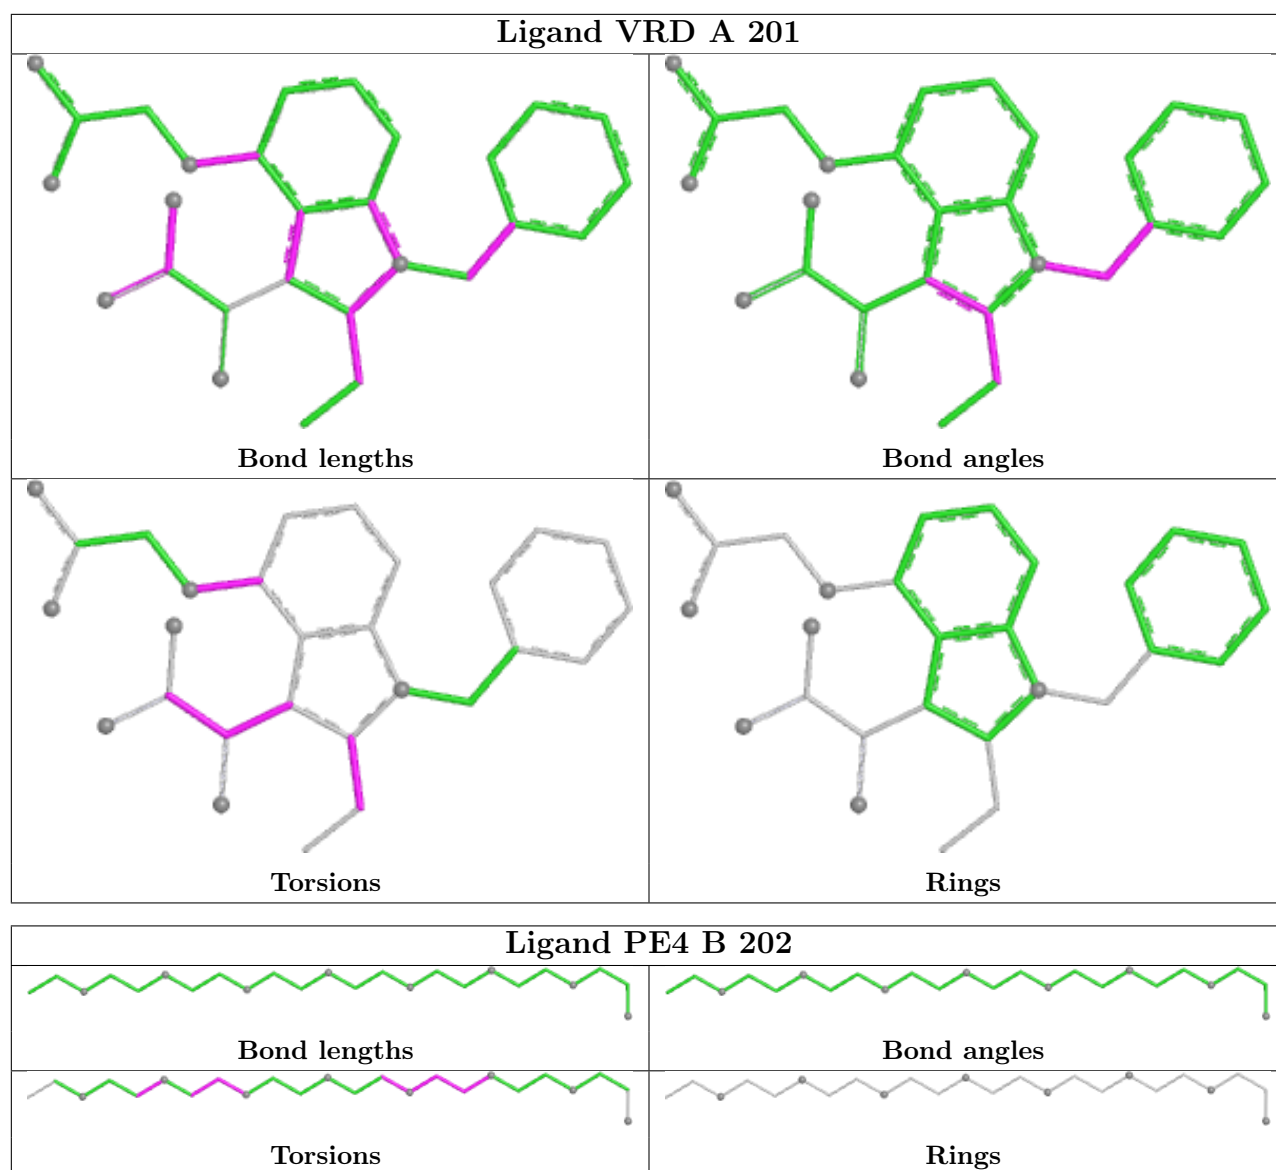 Ligand VRD A 201
Bond lengths
Bond angles
Torsions
Rings
Ligand PE4 B 202
Bond lengths
Bond angles
Torsions
Rings